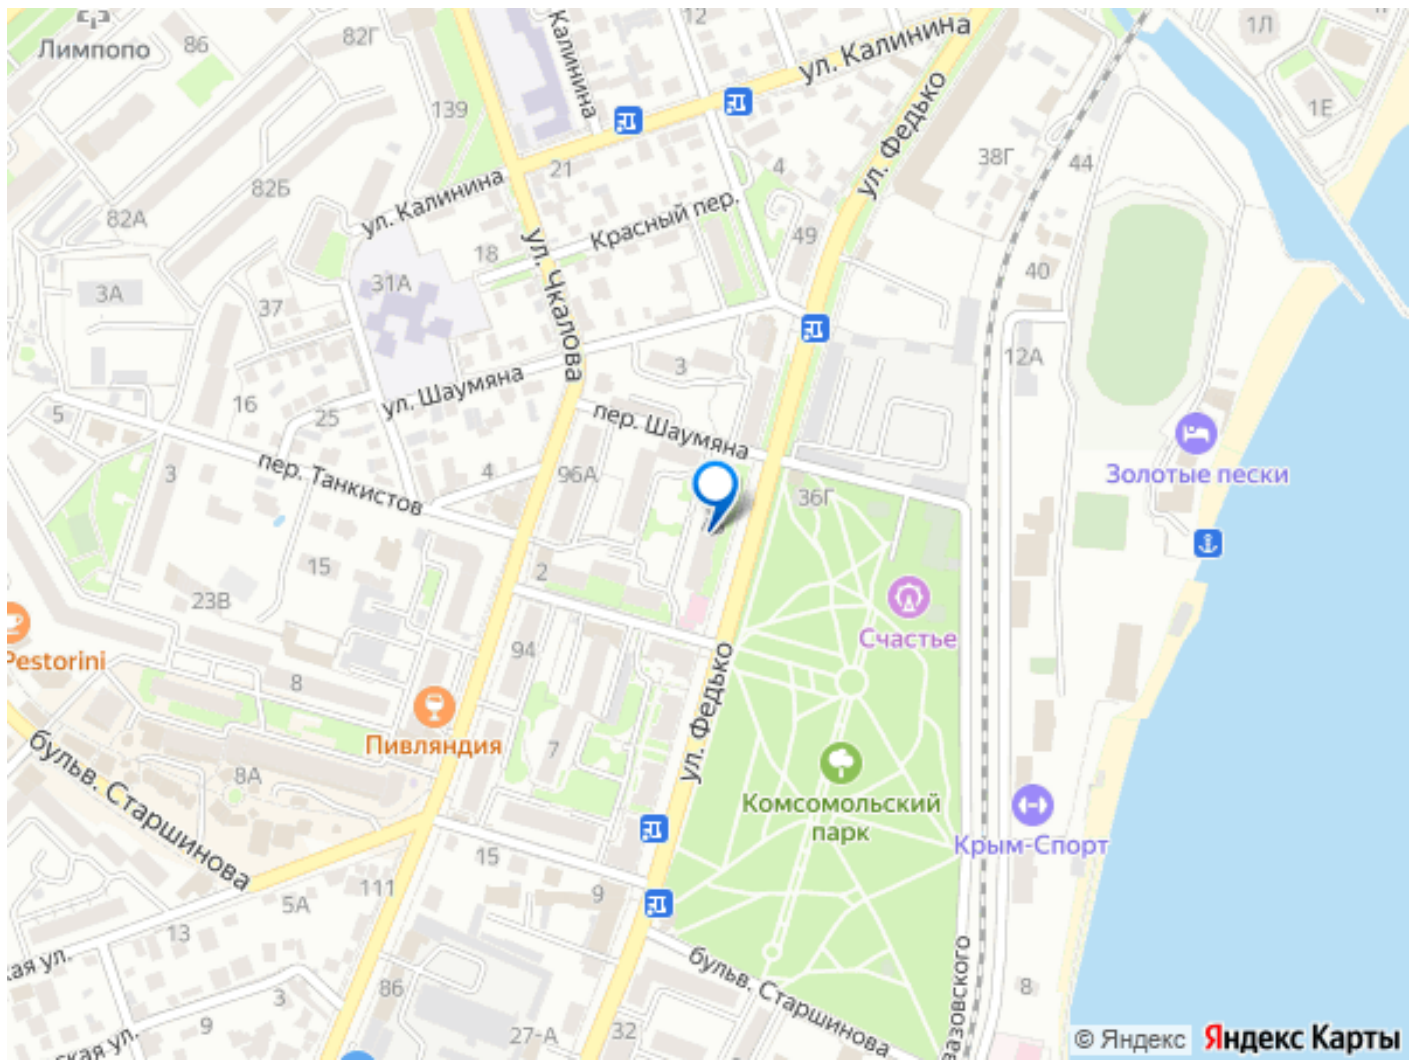 Лимпопо
86
82Г
Калинина
12
ул. Калинина
1Л
1Е
139
ул. Федько
38Г
44
21
4
82Б
ул. Калинина
82А
Красный пер.
49
18
ул. Чкалова
31А
40
3А
37
12А
3
ул. Шаумяна
16
25
5
пер. Шаумяна
Золотые пески
пер. Танкистов
3
4
96А
36Г
15
2
23В
Счастье
Pestorini
94
8
ул. Федько
Пивляндия
7
бульв. Старшинова
8А
Комсомольский
парк
Крым-Спорт
15
111
9
5А
13
ская ул.
бульв. Старшинова
86
3
8
9
27-А
32
© Яндекс
Яндекс Карты